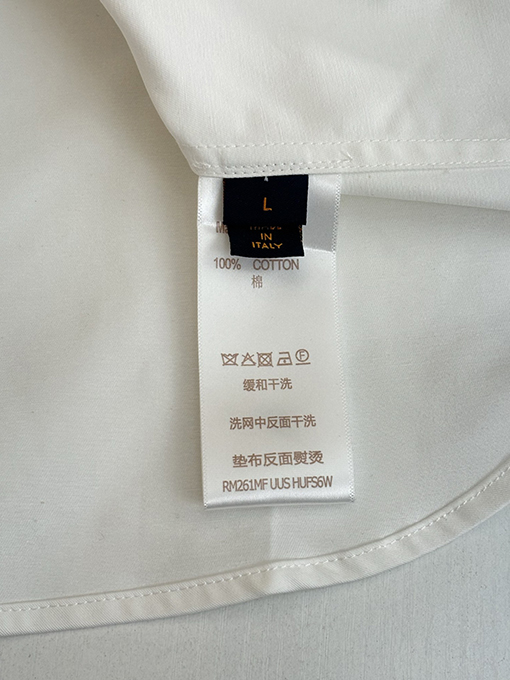 L
IN
ITALY
100% COTTON
棉
缓和干洗
洗网中反面干洗
垫布反面熨烫
RM261MF UUS HUFS6W